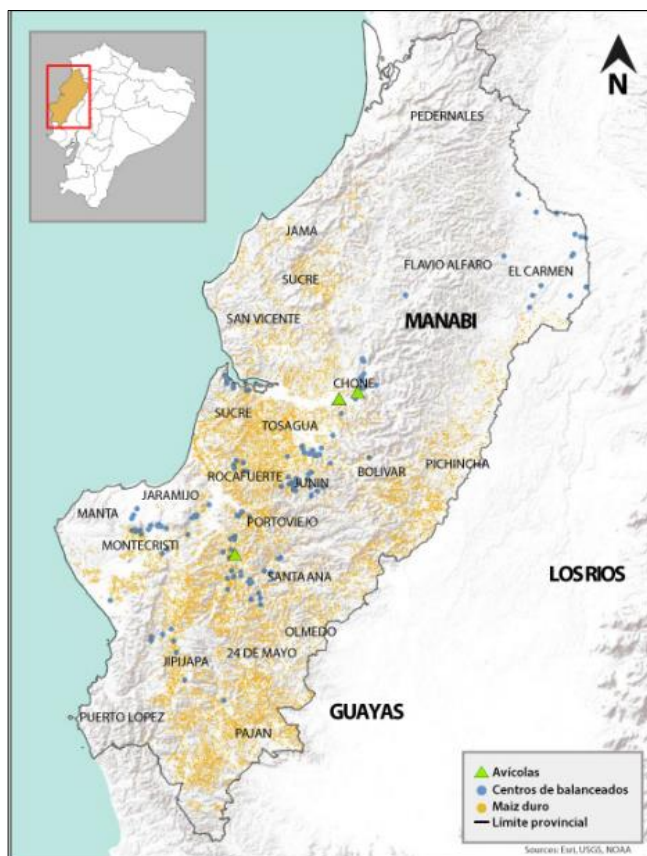 N
PEDERNALES
JAMA
SUCRE
FLAVIO ALFARO
EL CARMEN
SAN VICENTE
MANABI
CHONE
SUCRE
TOSAGUA
BOLIVAR
PICHINCHA
ROCAFUERTE
JUNIN
JARAMIJO
MANTA
PORTOVIEJO
MONTECRISTI
SANTA ANA
LOS RIOS
OLMEDO
24 DE MAYO
JIPIJAPA
PUERTO LOPEZ
GUAYAS
PAJAN
Avícolas
Centros de balanceados
Maiz duro
Límite provincial
Sources: Esri, USGS, NOAA